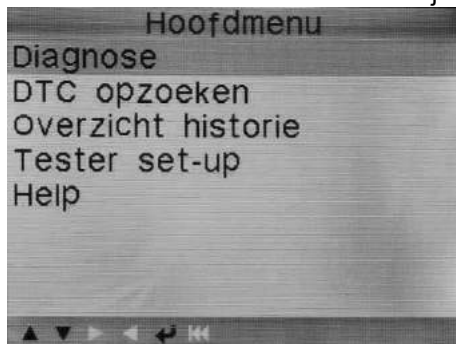 Hoofdmenu
Diagnose
DTC opzoeken
Overzicht historie
Tester set-up
Help